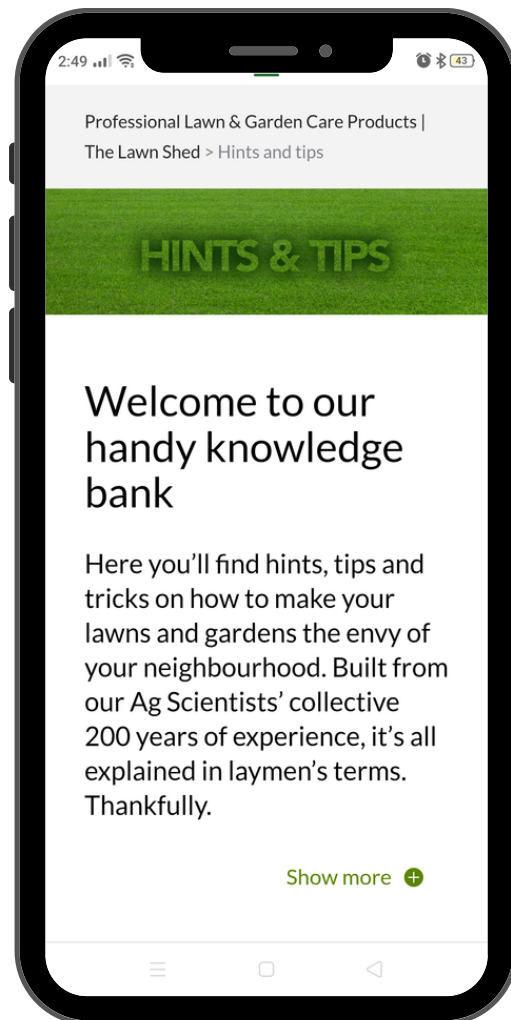 2:49
43
Professional Lawn & Garden Care Products |
The Lawn Shed > Hints and tips
HINTS & TIPS
Welcome to our
handy knowledge
bank
Here you’ll find hints, tips and
tricks on how to make your
lawns and gardens the envy of
your neighbourhood. Built from
our Ag Scientists’ collective
200 years of experience, it’s all
explained in laymen’s terms.
Thankfully.
Show more